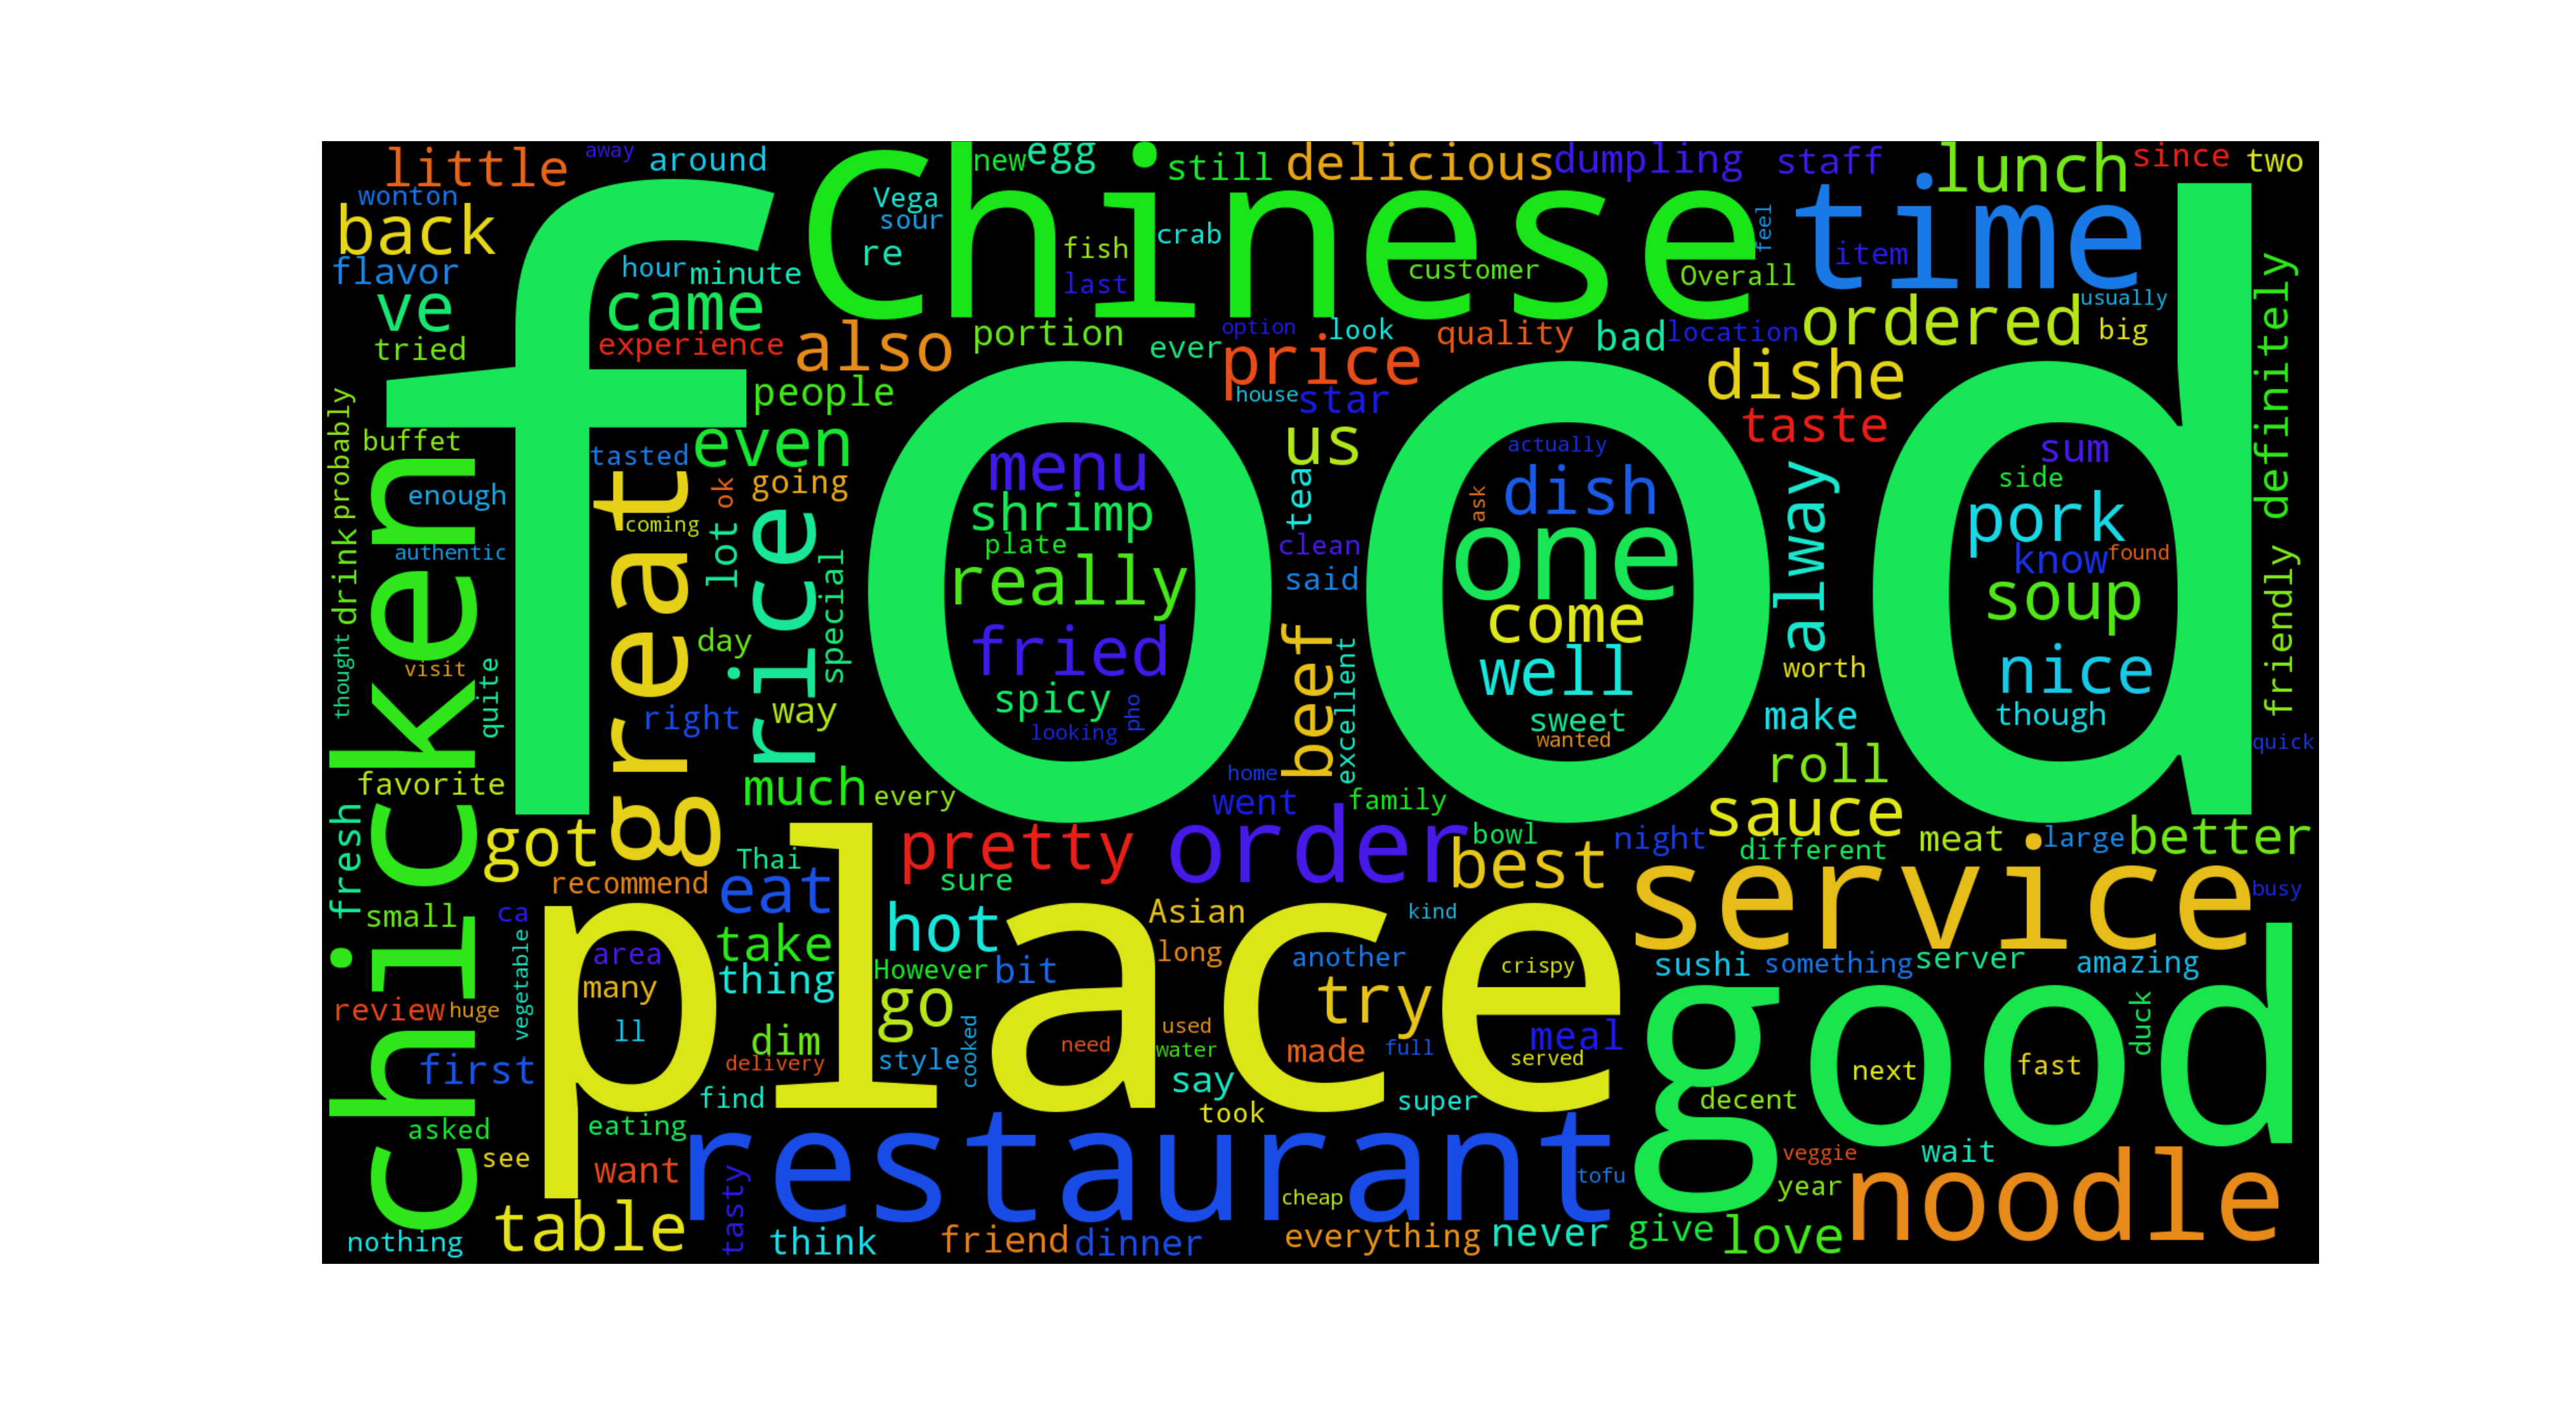 little
away
around
new
egg
still
delicious
dumpling
staff
lunch
since
two
wonton
Vega
sour
Chinese
time
back
re
fish
crab
feel
item
flavor
hour
minute
last
customer
Overall
usually
definitely
ve
came
also
portion
ever
option
look
quality
bad
location
ordered
big
tried
experience
price
dishe
people
house
star
taste
food
probably
buffet
tasted
even
menu
us
actually
dish
sum
side
enough
great
ok
going
shrimp
tea
ask
alway
pork
coming
lot
rice
plate
clean
one
know
found
authentic
drink
special
really
said
come
soup
friendly
thought
visit
day
fried
beef
excellent
well
worth
nice
quite
right
way
spicy
pho
looking
sweet
wanted
make
though
quick
chicken
favorite
much
every
home
went
family
roll
sauce
fresh
got
pretty
order
bowl
best
night
different
meat
large
better
Thai
sure
recommend
eat
service
busy
small
ca
hot
Asian
kind
take
place
vegetable
area
thing
However
bit
long
another
crispy
sushi
something
server
amazing
many
go
try
good
review
huge
ll
dim
style
cooked
used
water
need
made
full
meal
served
duck
first
delivery
say
next
fast
find
took
super
decent
asked
eating
restaurant
see
want
tasty
cheap
tofu
veggie
wait
year
noodle
nothing
table
think
friend
dinner
everything
never
give
love